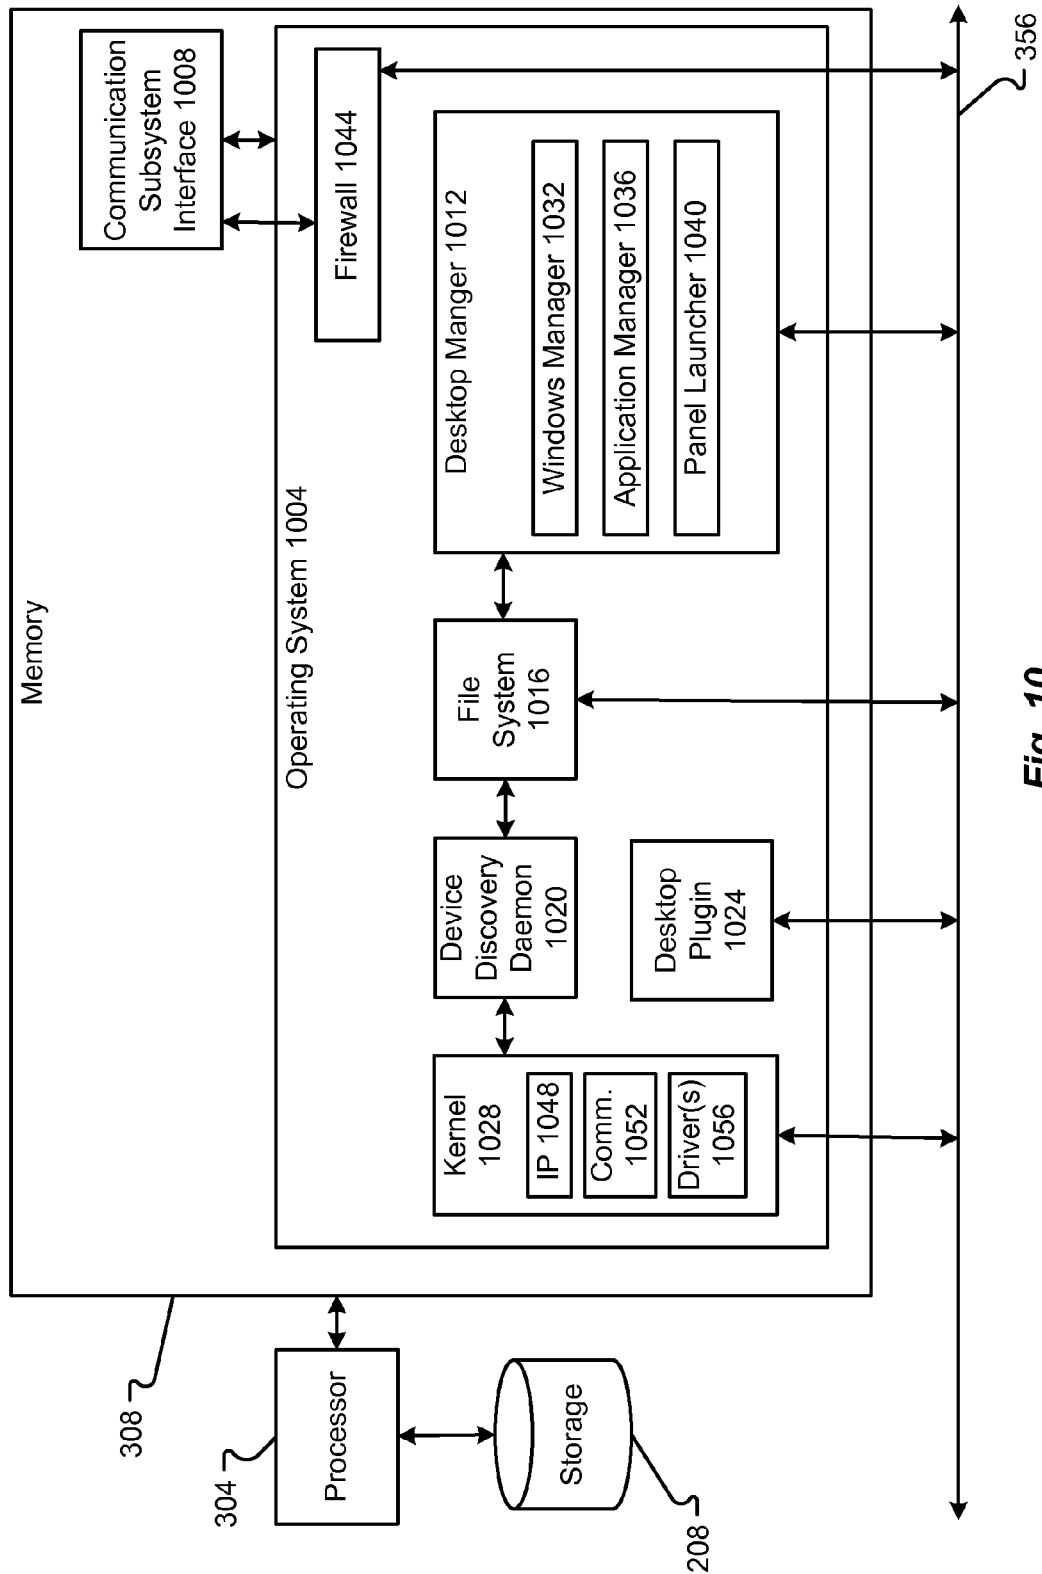 Memory
308
304
Processor
Storage
208
Communication
Subsystem
Interface 1008
Operating System 1004
Firewall 1044
Kernel
1028
IP 1048
Comm.
1052
Driver(s)
1056
Device
Discovery
Daemon
1020
Desktop
Plugin
1024
File
System
1016
Desktop Manger 1012
Windows Manager 1032
Application Manager 1036
Panel Launcher 1040
356
Fig. 10